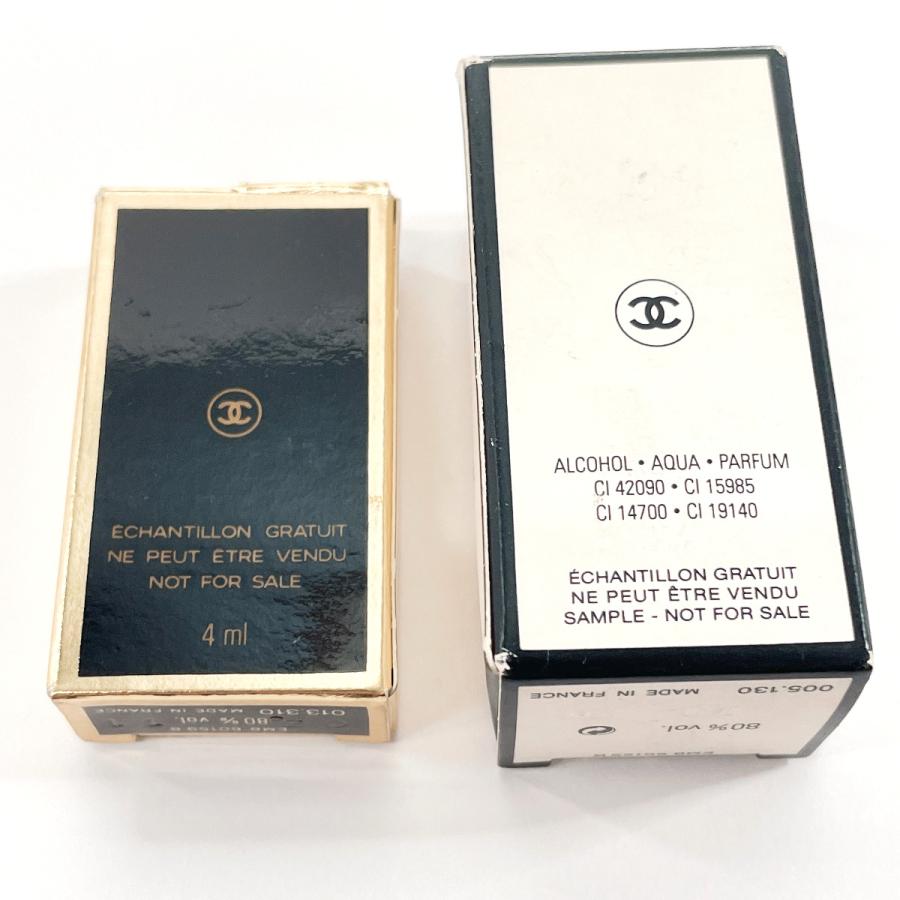 ÉCHANTILLON GRATUIT
NE PEUT ÊTRE VENDU
NOT FOR SALE
4 ml
013.310 MADE IN FRANCE
80% vol.
EMB 60159 B
ALCOHOL • AQUA • PARFUM
CI 42090 • CI 15985
CI 14700 • CI 19140
ÉCHANTILLON GRATUIT
NE PEUT ÊTRE VENDU
SAMPLE - NOT FOR SALE
005.130 MADE IN FRANCE
80% vol.